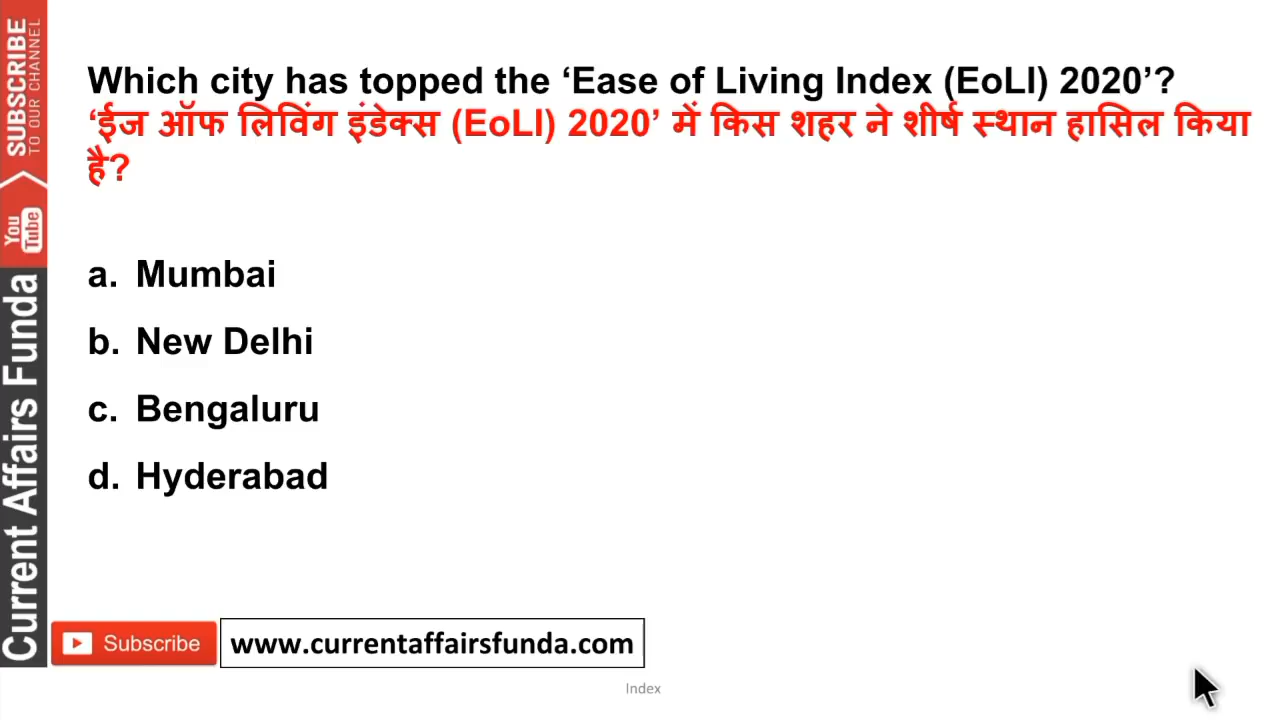 Which city has topped the ‘Ease of Living Index (EoLI) 2020’?
‘ईज ऑफ लिविंग इंडेक्स (EoLI) 2020’ में किस शहर ने शीर्ष स्थान हासिल किया
है?
a. Mumbai
b. New Delhi
c. Bengaluru
d. Hyderabad
SUBSCRIBE
TO OUR CHANNEL
You
Tube
Current Affairs Funda
Subscribe
www.currentaffairsfunda.com
Index